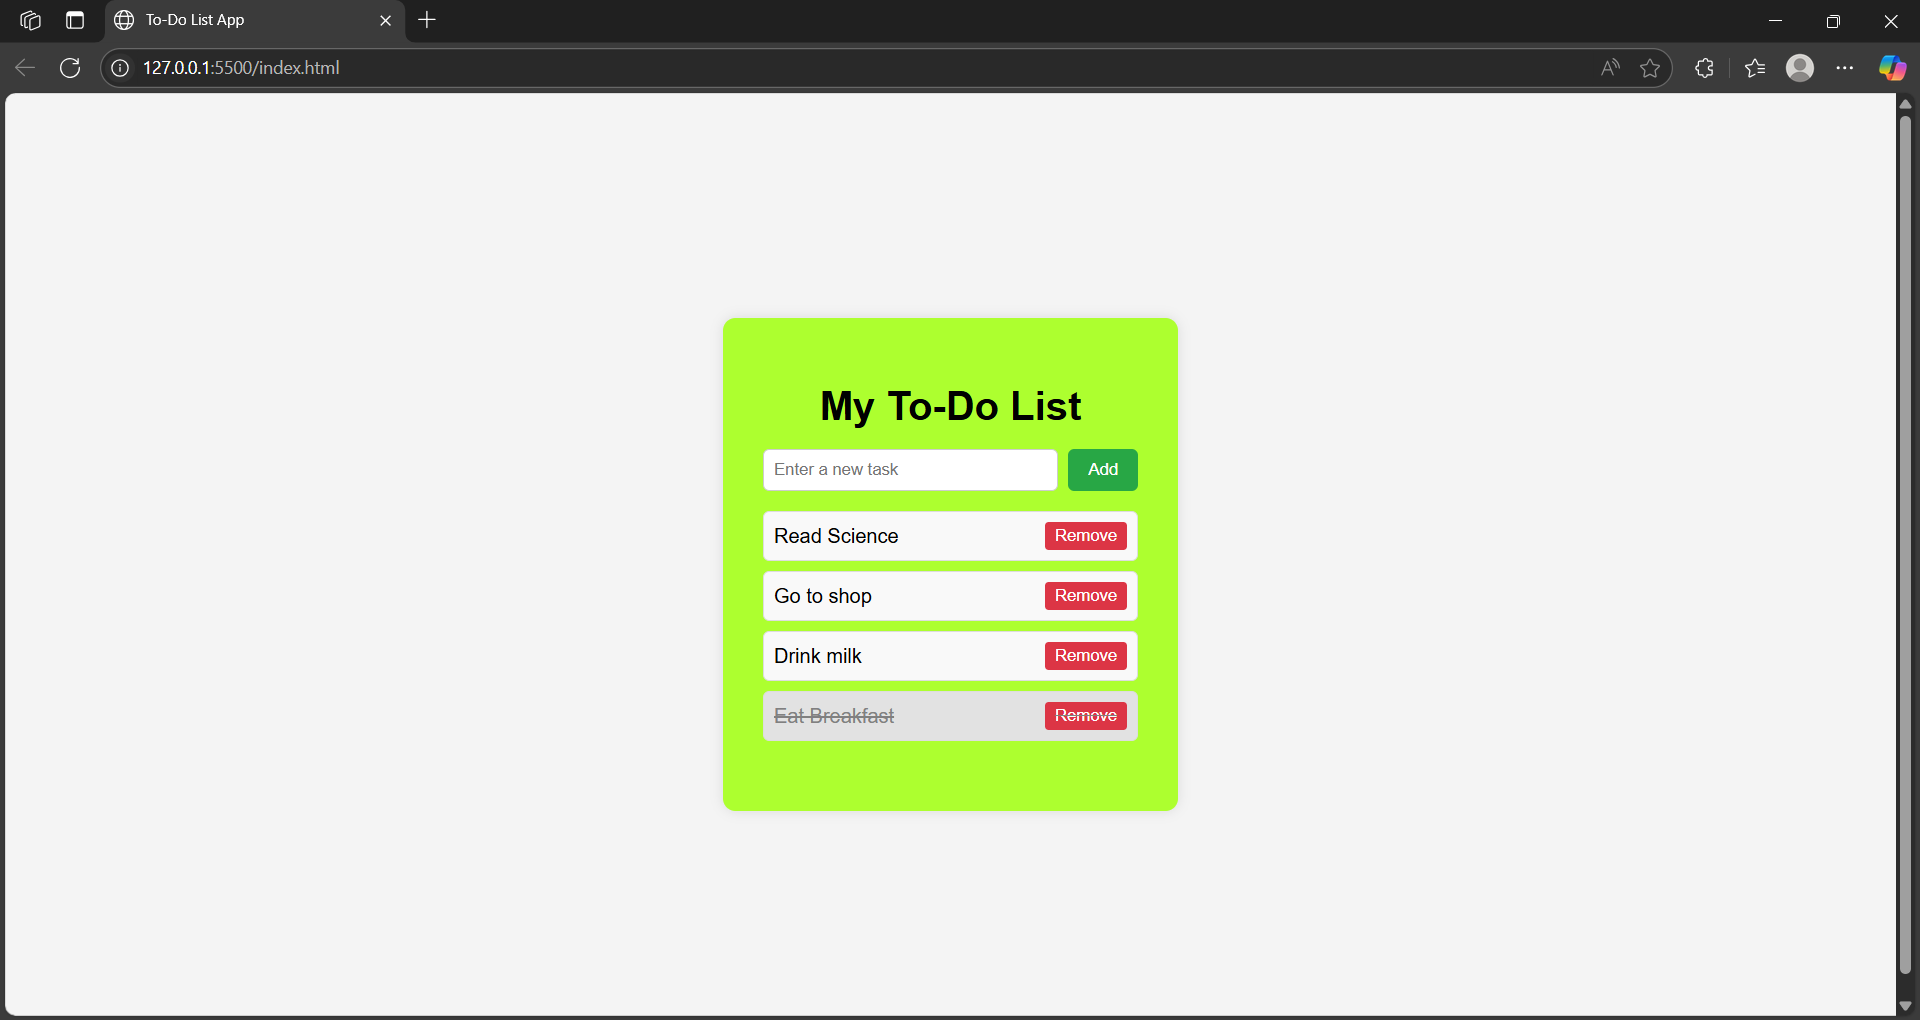 To-Do List App
127.0.0.1:5500/index.html
My To-Do List
Enter a new task Add
Read Science Remove
Go to shop Remove
Drink milk Remove
Eat Breakfast Remove